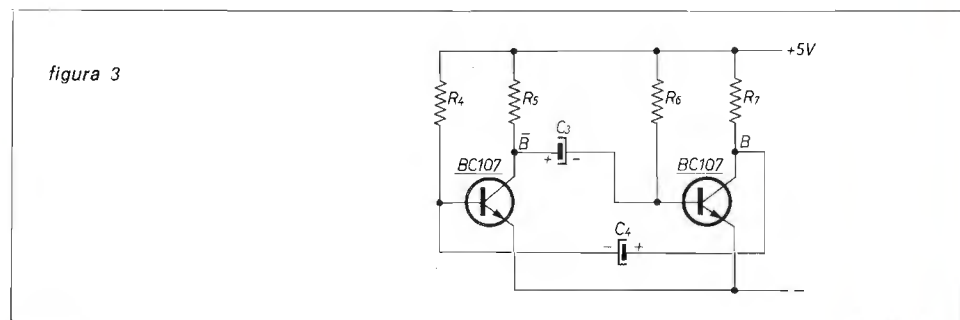 figura 3
+5V
R4
R5
R6
R7
C3
B̅
B
+ -
BC107
BC107
C4
- +
--